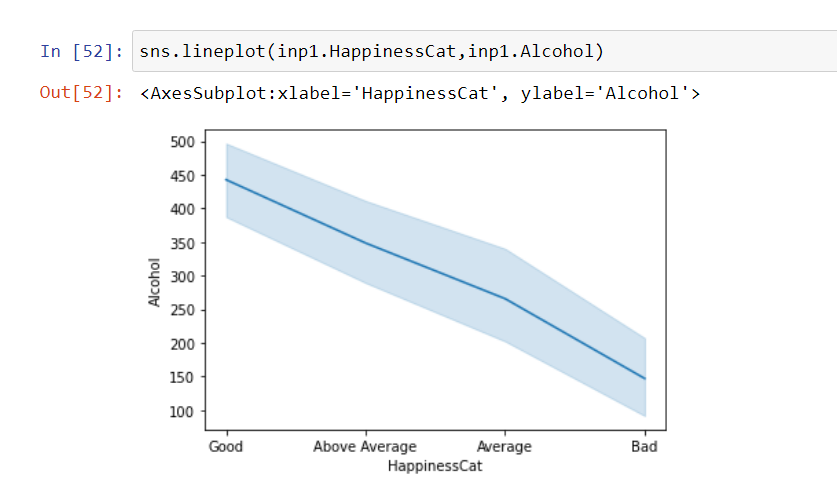 In [52]: sns.lineplot(inp1.HappinessCat,inp1.Alcohol)
Out[52]: <AxesSubplot:xlabel='HappinessCat', ylabel='Alcohol'>
500
450
400
350
300
250
200
150
100
Alcohol
Good Above Average Average Bad
HappinessCat